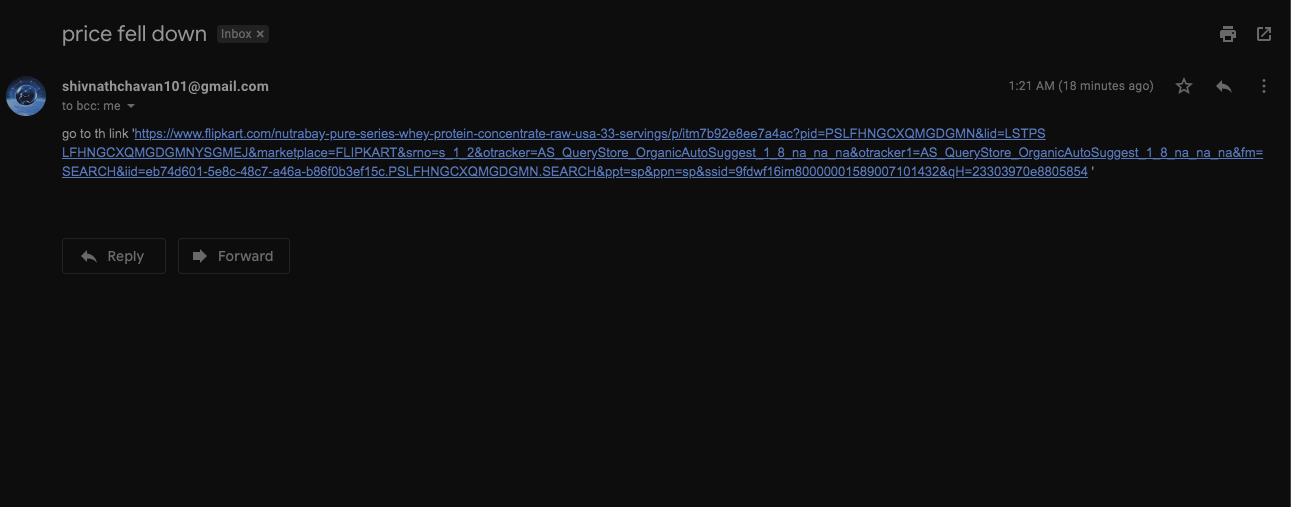 price fell down Inbox ×
shivnathchavan101@gmail.com 1:21 AM (18 minutes ago)
to bcc: me
go to th link 'https://www.flipkart.com/nutrabay-pure-series-whey-protein-concentrate-raw-usa-33-servings/p/itm7b92e8ee7a4ac?pid=PSLFHNGCXQMGDGMN&lid=LSTPS
LFHNGCXQMGDGMNYSGMEJ&marketplace=FLIPKART&srno=s_1_2&otracker=AS_QueryStore_OrganicAutoSuggest_1_8_na_na_na&otracker1=AS_QueryStore_OrganicAutoSuggest_1_8_na_na_na&fm=
SEARCH&iid=eb74d601-5e8c-48c7-a46a-b86f0b3ef15c.PSLFHNGCXQMGDGMN.SEARCH&ppt=sp&ppn=sp&ssid=9fdwf16im80000001589007101432&qH=23303970e8805854 '
Reply Forward